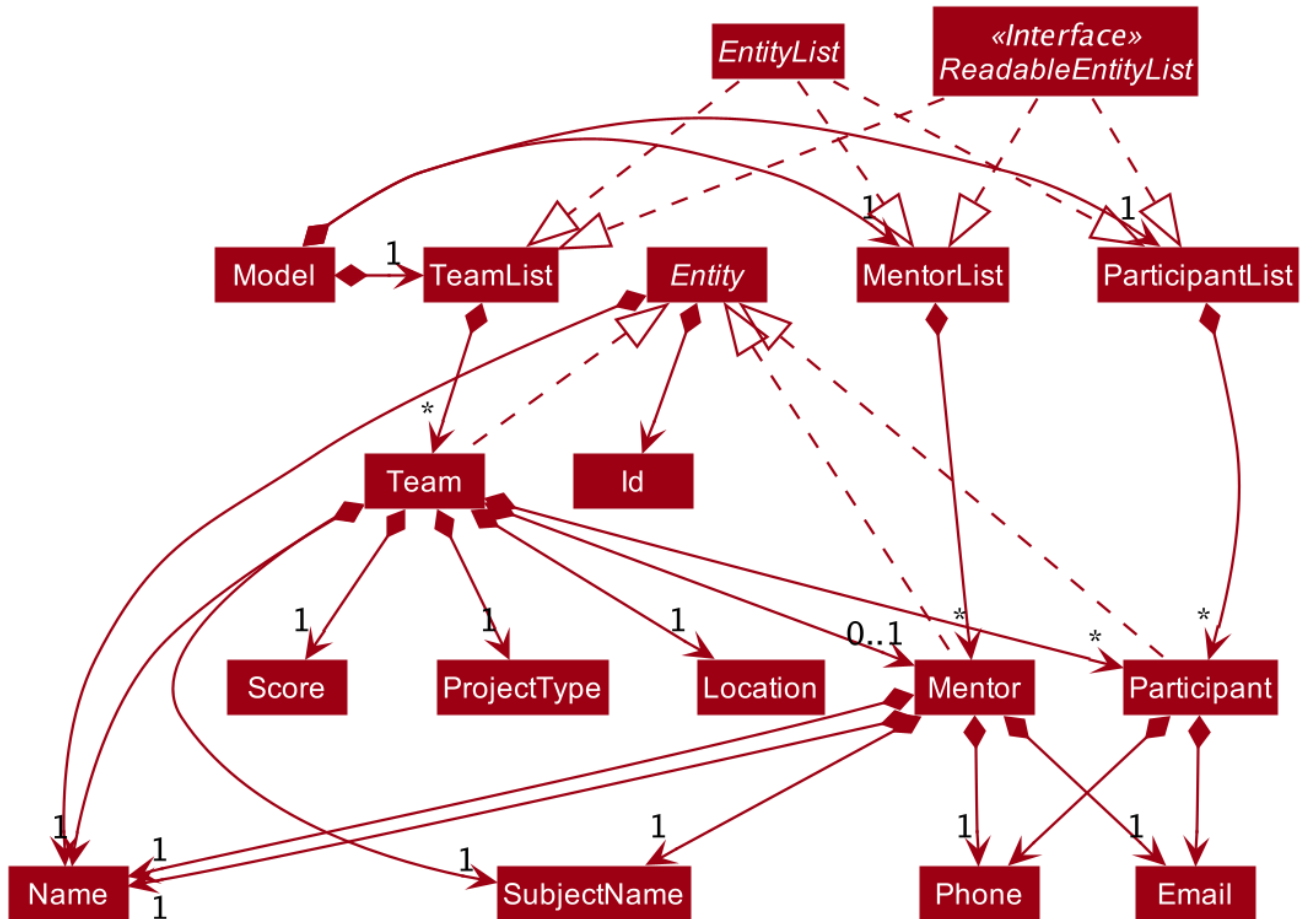 EntityList
«Interface»
ReadableEntityList
1
1
1
Model
TeamList
Entity
MentorList
ParticipantList
*
Team
Id
1
1
1
0..1
*
*
*
Score
ProjectType
Location
Mentor
Participant
1
1
1
1
1
1
1
Name
SubjectName
Phone
Email